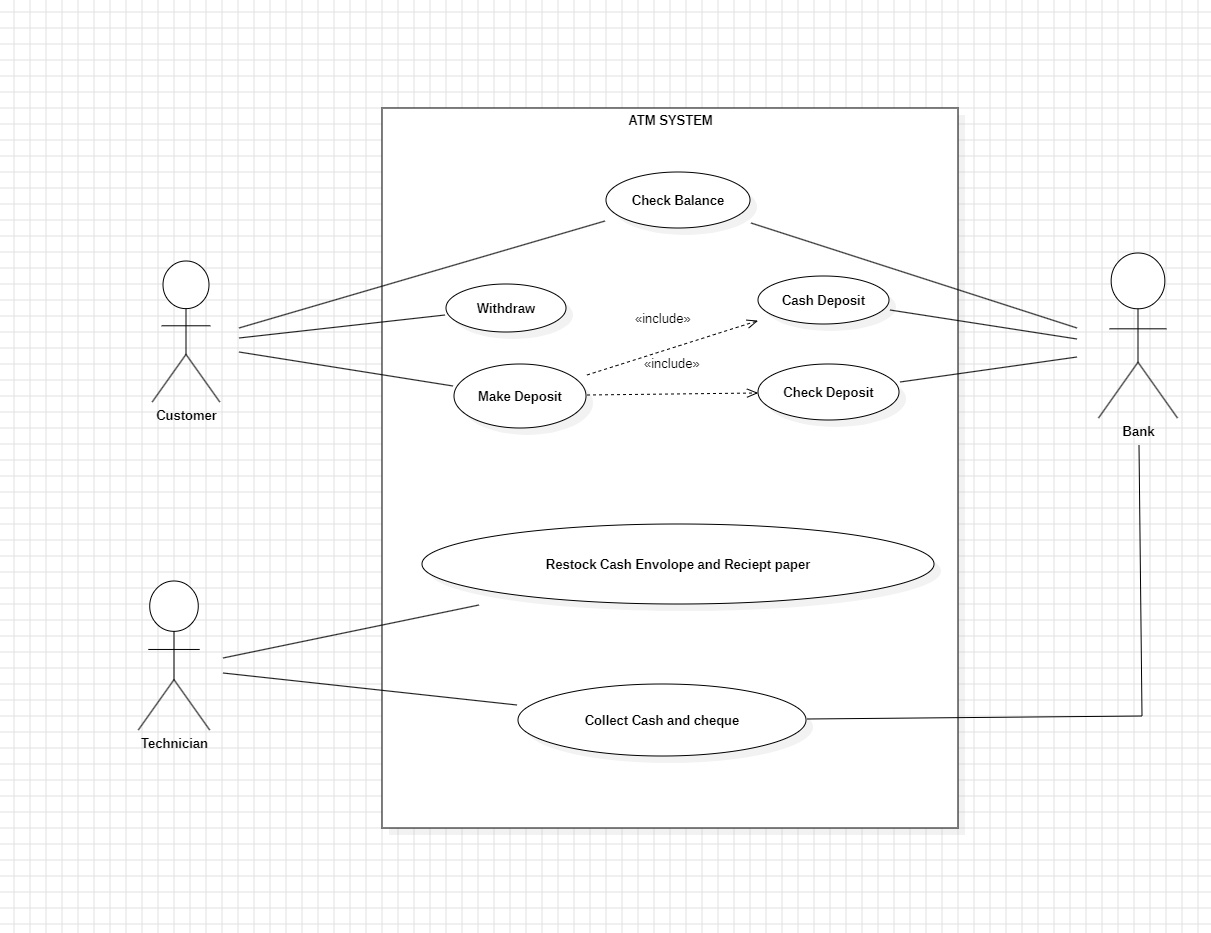 ATM SYSTEM
Check Balance
Withdraw
Cash Deposit
«include»
«include»
Make Deposit
Check Deposit
Customer
Bank
Restock Cash Envolope and Reciept paper
Collect Cash and cheque
Technician